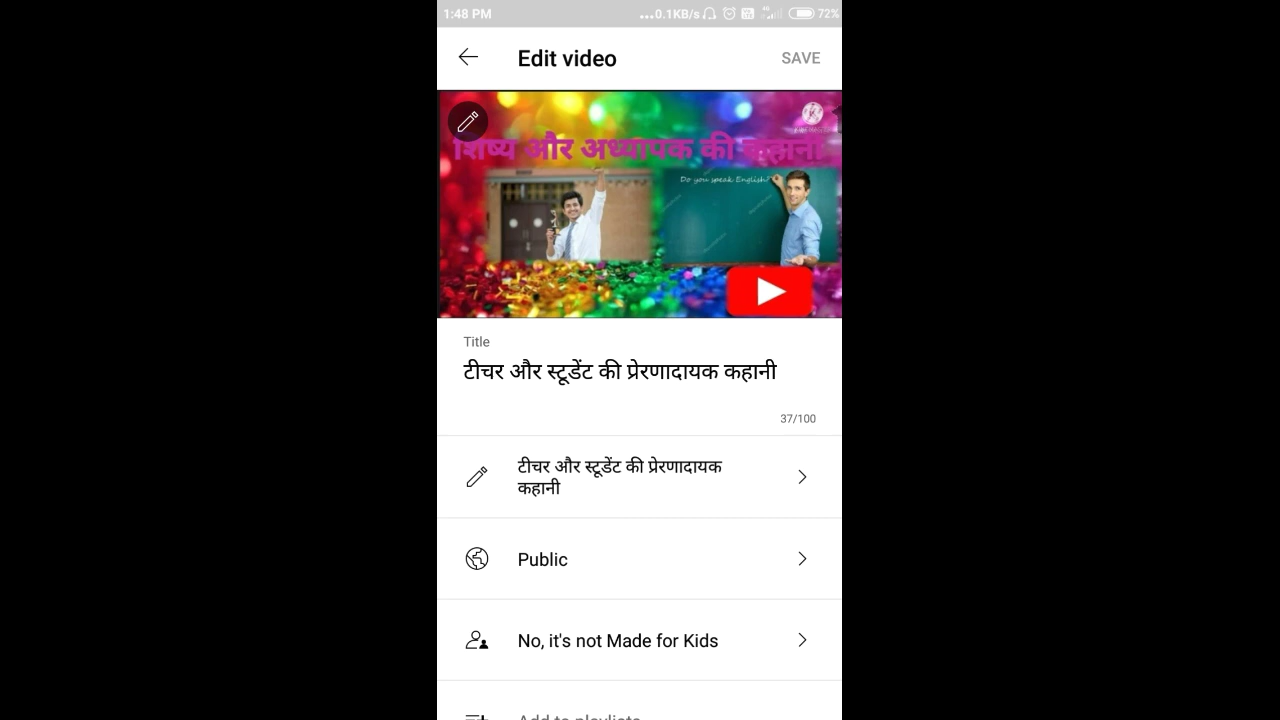 1:48 PM
...0.1KB/s
4G
72%
Edit video
SAVE
शिष्य और अध्यापक की कहानी
Do you speak English?
Title
टीचर और स्टूडेंट की प्रेरणादायक कहानी
37/100
टीचर और स्टूडेंट की प्रेरणादायक
कहानी
Public
No, it's not Made for Kids
Add to playlists